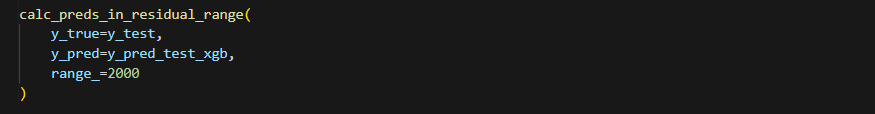 calc_preds_in_residual_range(
    y_true=y_test,
    y_pred=y_pred_test_xgb,
    range_=2000
)